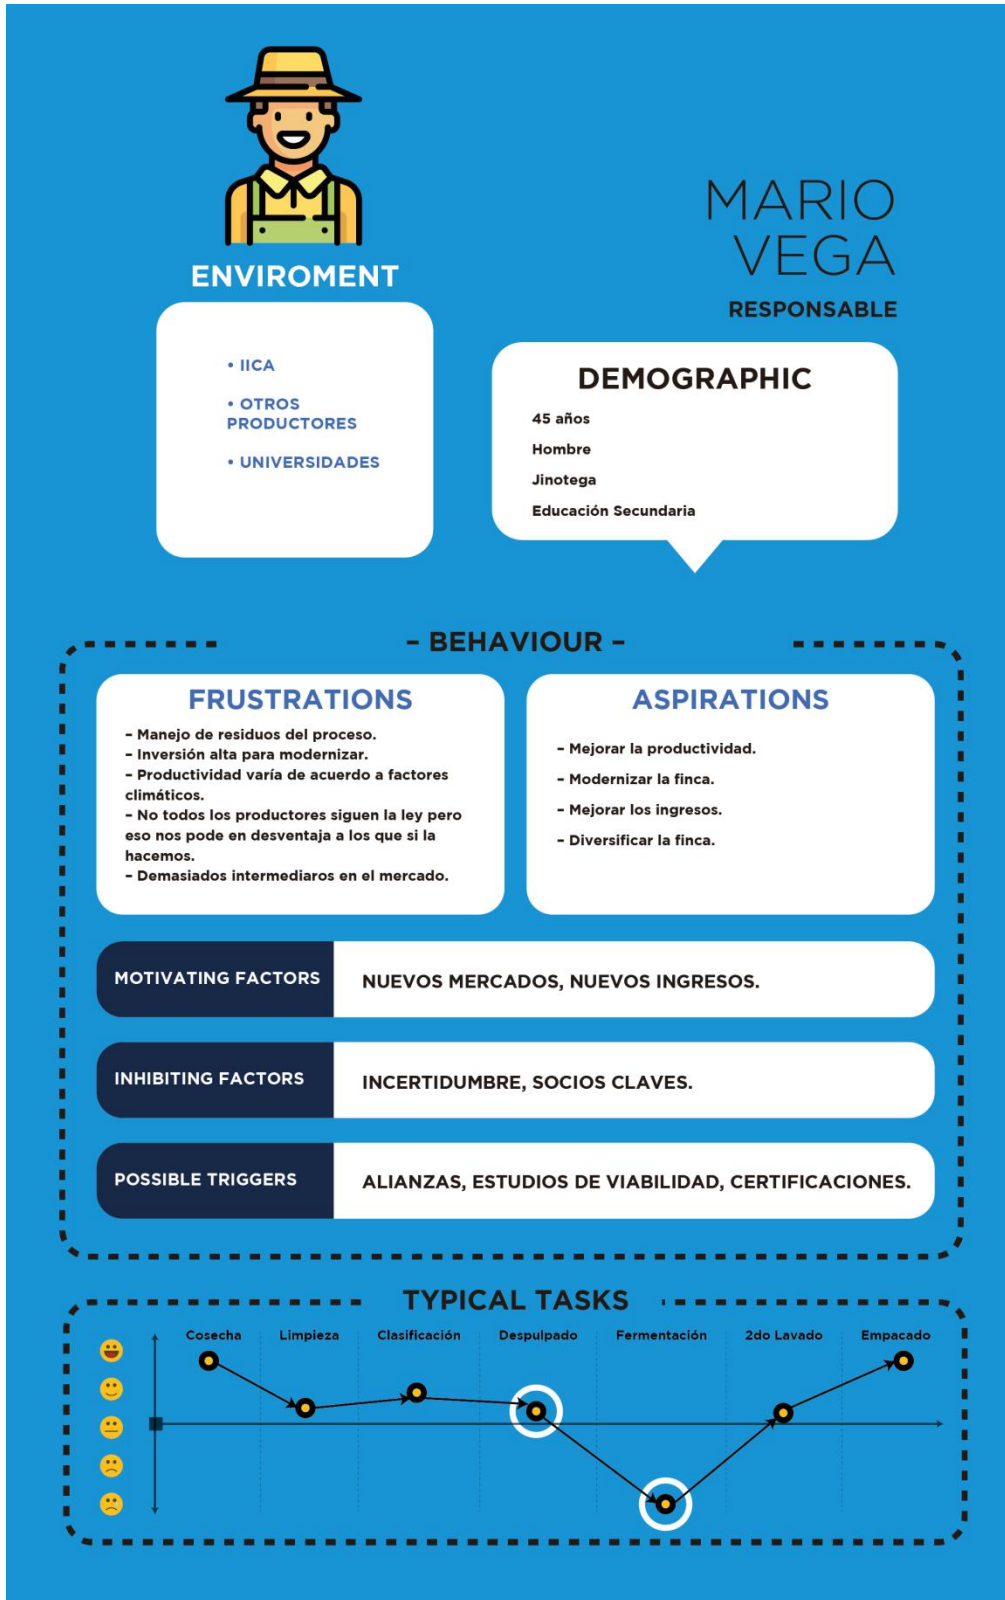 MARIO
VEGA
RESPONSABLE
ENVIROMENT
• IICA
• OTROS
PRODUCTORES
• UNIVERSIDADES
DEMOGRAPHIC
45 años
Hombre
Jinotega
Educación Secundaria
– BEHAVIOUR –
FRUSTRATIONS
– Manejo de residuos del proceso.
– Inversión alta para modernizar.
– Productividad varía de acuerdo a factores
climáticos.
– No todos los productores siguen la ley pero
eso nos pode en desventaja a los que si la
hacemos.
– Demasiados intermediaros en el mercado.
ASPIRATIONS
– Mejorar la productividad.
– Modernizar la finca.
– Mejorar los ingresos.
– Diversificar la finca.
MOTIVATING FACTORS
NUEVOS MERCADOS, NUEVOS INGRESOS.
INHIBITING FACTORS
INCERTIDUMBRE, SOCIOS CLAVES.
POSSIBLE TRIGGERS
ALIANZAS, ESTUDIOS DE VIABILIDAD, CERTIFICACIONES.
TYPICAL TASKS
Cosecha
Limpieza
Clasificación
Despulpado
Fermentación
2do Lavado
Empacado